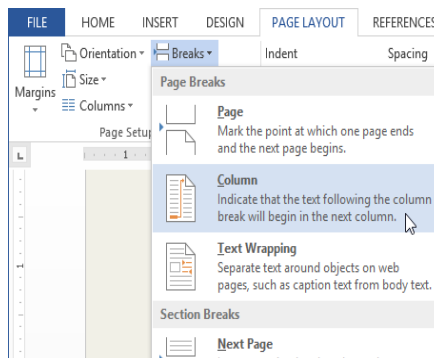 FILE HOME INSERT DESIGN PAGE LAYOUT REFERENCES
Orientation Breaks Indent Spacing
Size
Margins
Columns
Page Setup
Page Breaks
Page
Mark the point at which one page ends
and the next page begins.
Column
Indicate that the text following the column
break will begin in the next column.
Text Wrapping
Separate text around objects on web
pages, such as caption text from body text.
Section Breaks
Next Page
L
1
1